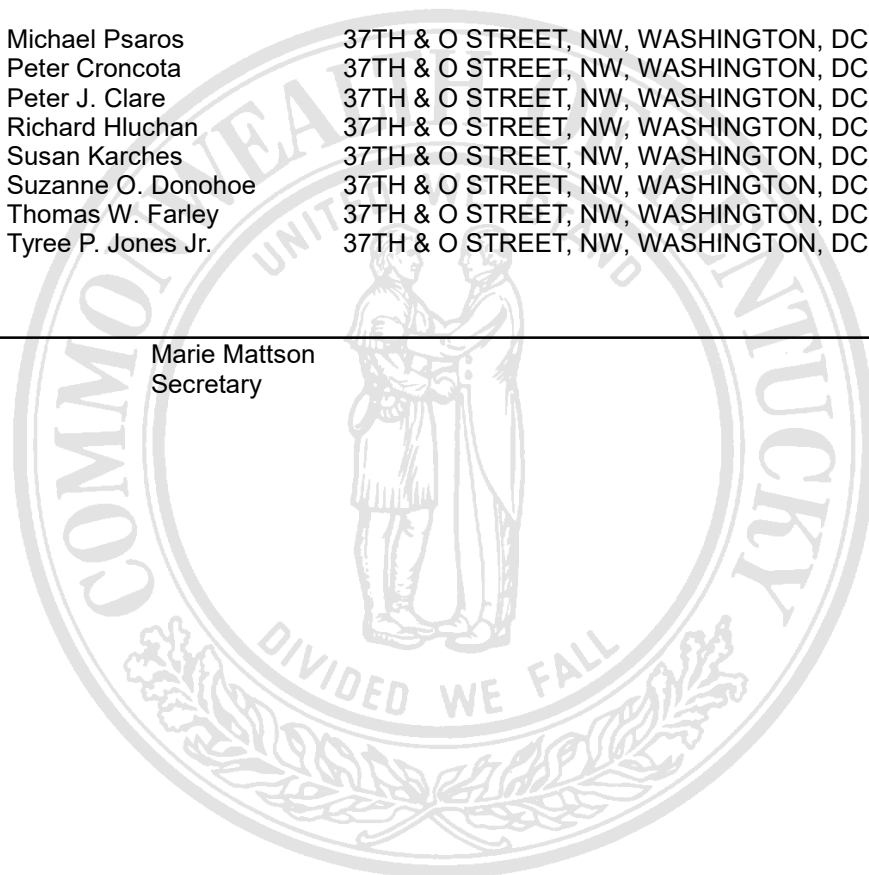 Michael Psaros 37TH & O STREET, NW, WASHINGTON, DC
Peter Croncota 37TH & O STREET, NW, WASHINGTON, DC
Peter J. Clare 37TH & O STREET, NW, WASHINGTON, DC
Richard Hluchan 37TH & O STREET, NW, WASHINGTON, DC
Susan Karches 37TH & O STREET, NW, WASHINGTON, DC
Suzanne O. Donohoe 37TH & O STREET, NW, WASHINGTON, DC
Thomas W. Farley 37TH & O STREET, NW, WASHINGTON, DC
Tyree P. Jones Jr. 37TH & O STREET, NW, WASHINGTON, DC
Marie Mattson
Secretary
COMMONWEALTH OF KENTUCKY
UNITED WE STAND
DIVIDED WE FALL